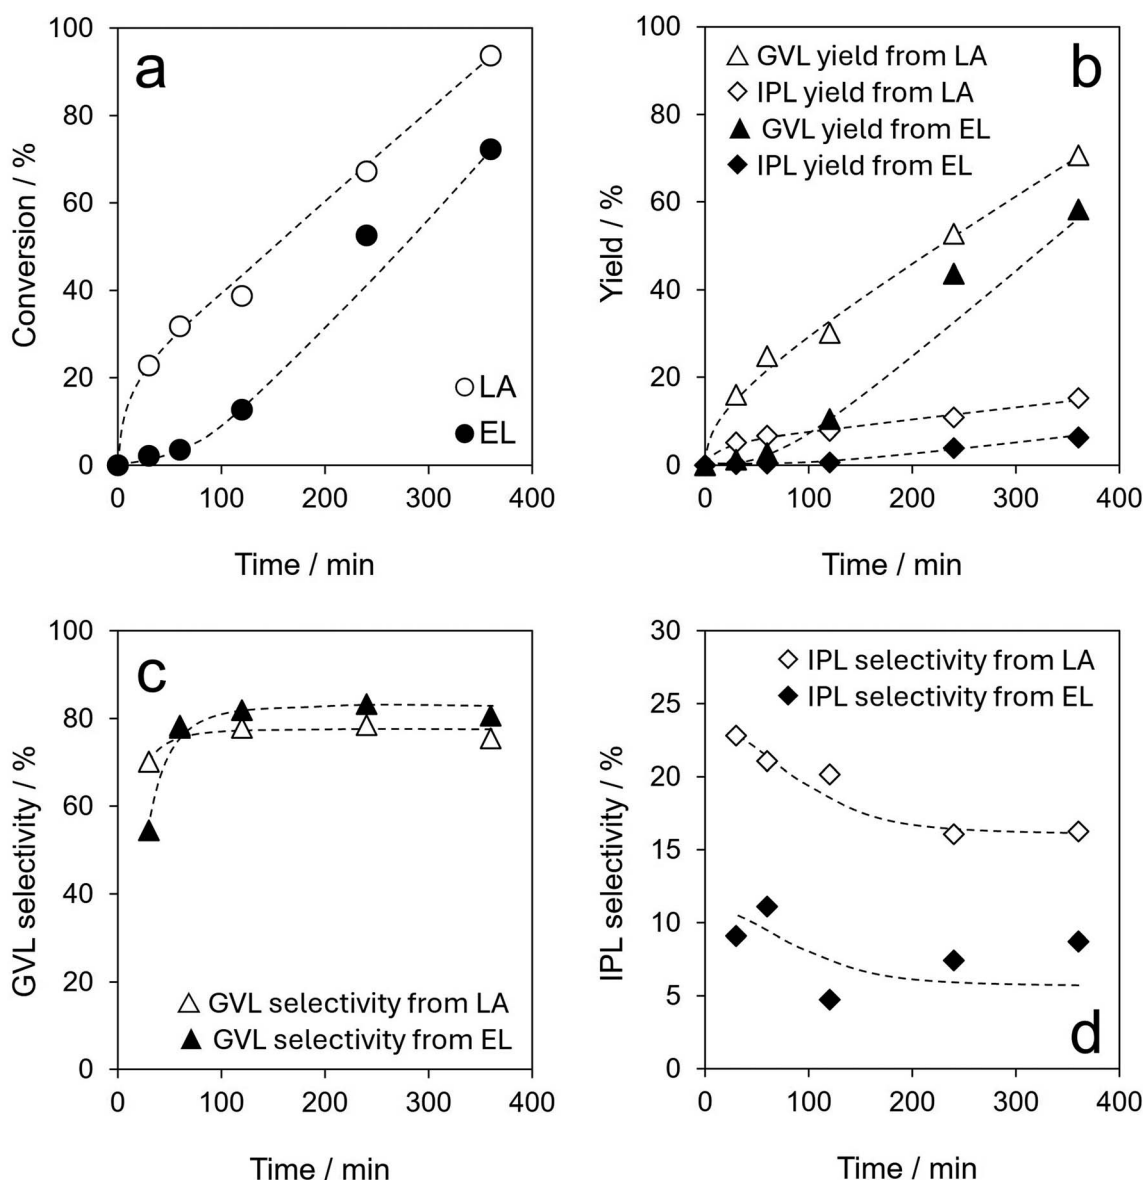 a
100
80
60
40
20
0
Conversion / %
LA
EL
0 100 200 300 400
Time / min
b
100
80
60
40
20
0
Yield / %
GVL yield from LA
IPL yield from LA
GVL yield from EL
IPL yield from EL
0 100 200 300 400
Time / min
c
100
80
60
40
20
0
GVL selectivity / %
GVL selectivity from LA
GVL selectivity from EL
0 100 200 300 400
Time / min
30
25
20
15
10
5
0
IPL selectivity / %
IPL selectivity from LA
IPL selectivity from EL
d
0 100 200 300 400
Time / min